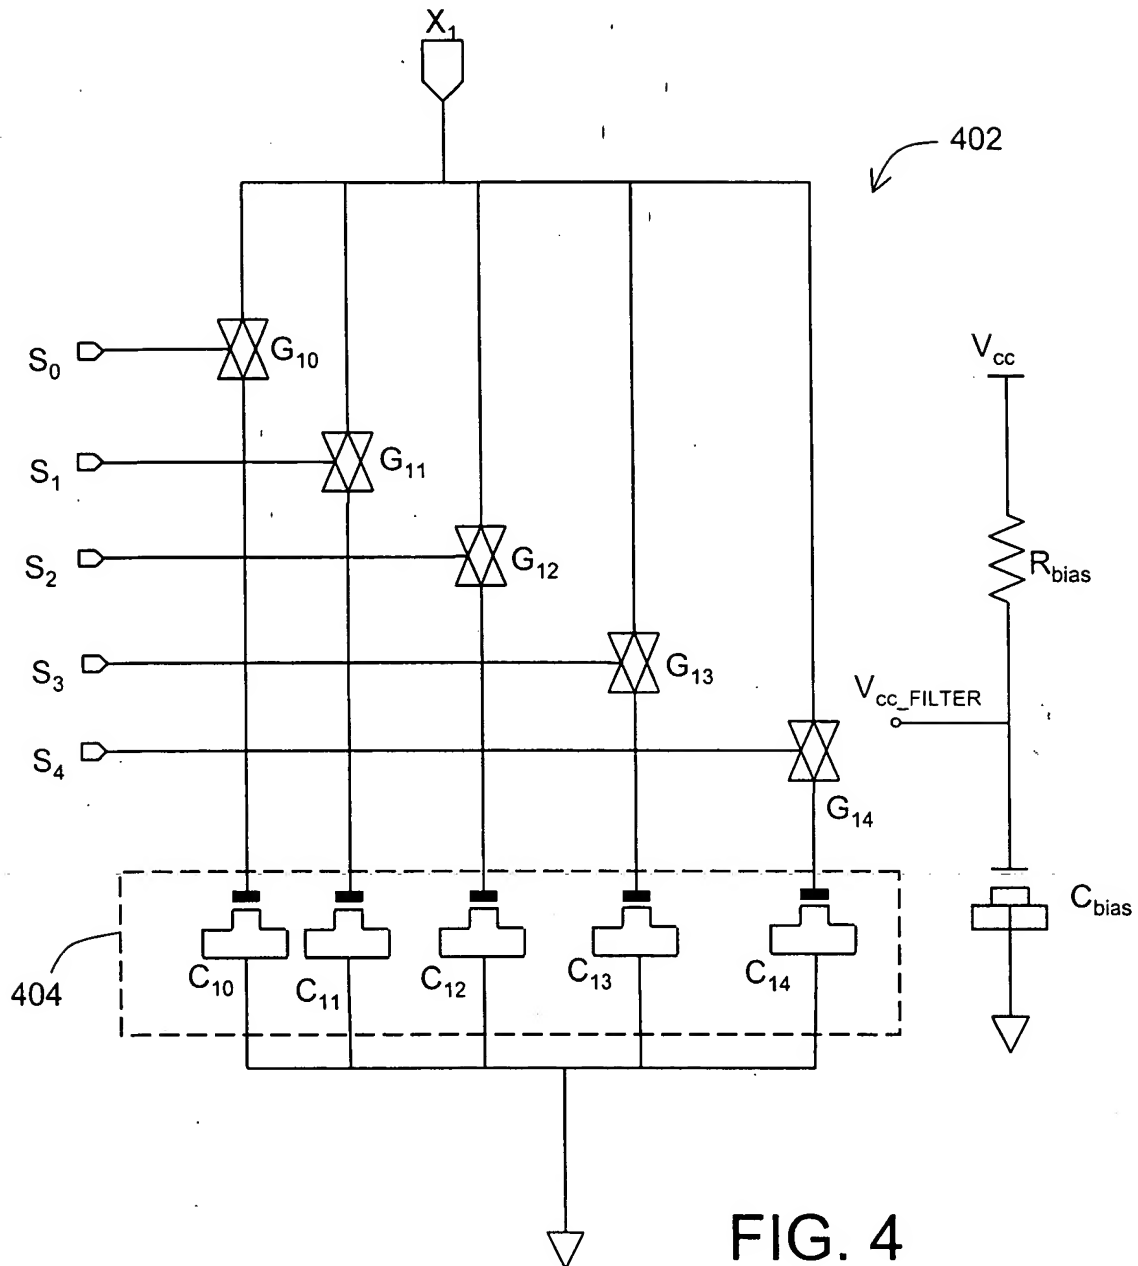 X₁
402
S₀
G₁₀
Vcc
S₁
G₁₁
S₂
G₁₂
Rbias
S₃
G₁₃
Vcc_FILTER
S₄
G₁₄
Cbias
C₁₀
C₁₁
C₁₂
C₁₃
C₁₄
404
FIG. 4